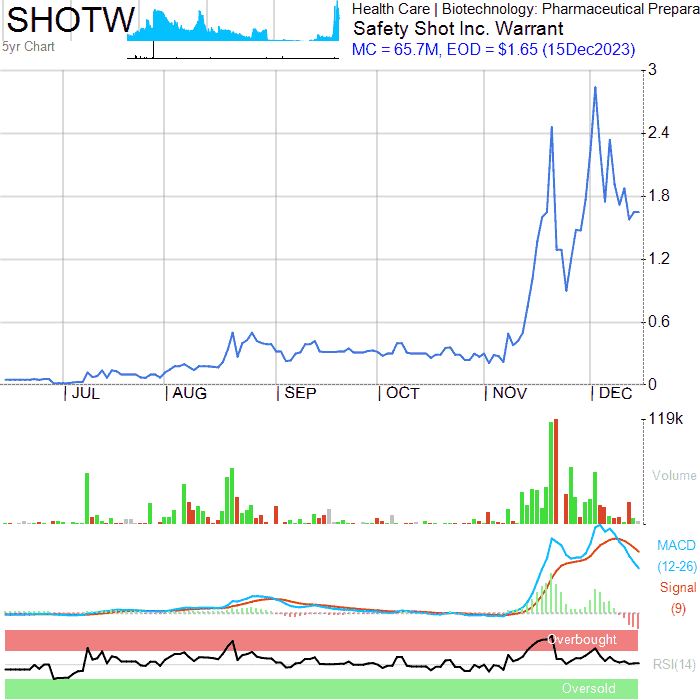 SHOTW
5yr Chart
Health Care | Biotechnology: Pharmaceutical Prepara
Safety Shot Inc. Warrant
MC = 65.7M, EOD = $1.65 (15Dec2023)
3
2.4
1.8
1.2
0.6
0
| JUL | AUG | SEP | OCT | NOV | DEC
119k
Volume
MACD
(12-26)
Signal
(9)
Overbought
RSI(14)
Oversold